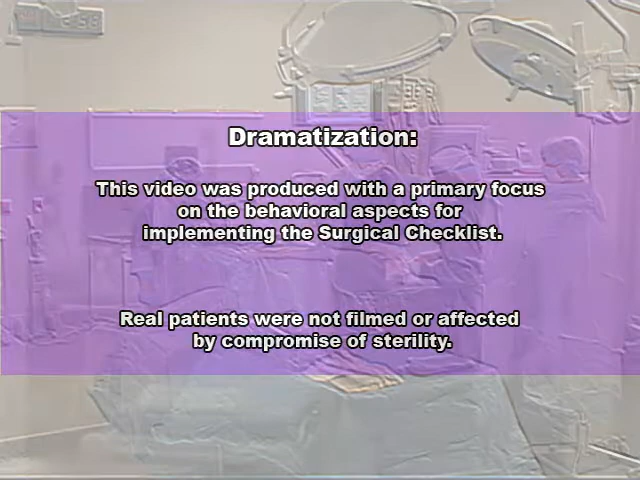 Dramatization:
This video was produced with a primary focus
on the behavioral aspects for
implementing the Surgical Checklist.
Real patients were not filmed or affected
by compromise of sterility.